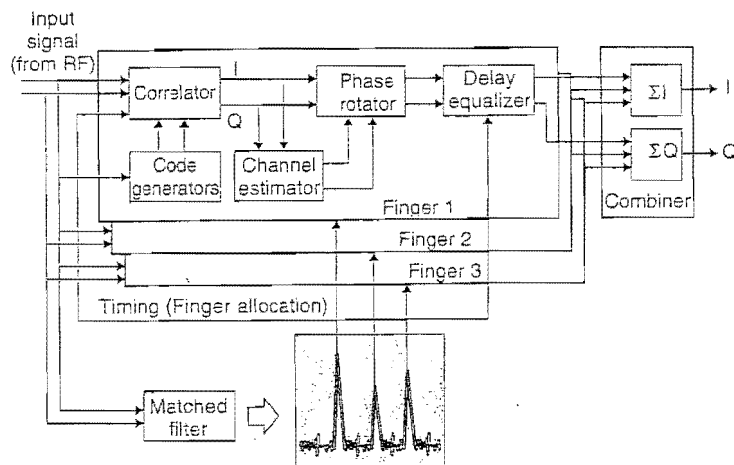 Input
signal
(from RF)
I
Q
Correlator
Phase
rotator
Delay
equalizer
Code
generators
Channel
estimator
ΣI
ΣQ
I
Q
Combiner
Finger 1
Finger 2
Finger 3
Timing (Finger allocation)
Matched
filter